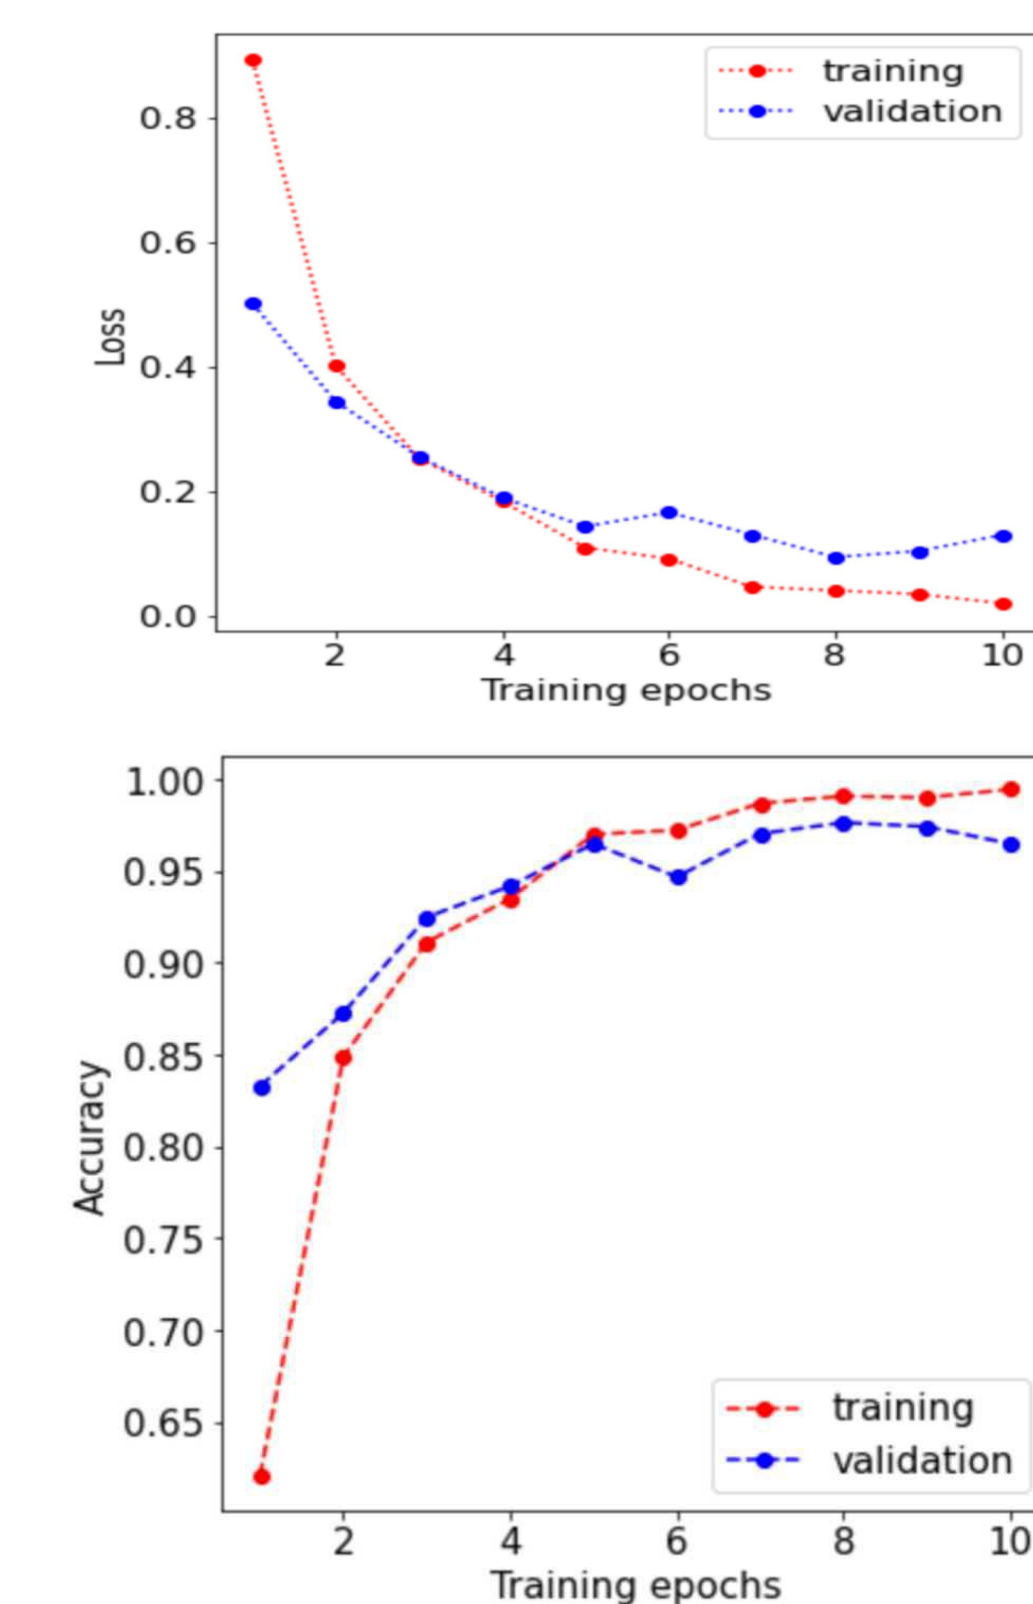 training
validation
0.8
0.6
0.4
0.2
0.0
Loss
2 4 6 8 10
Training epochs
1.00
0.95
0.90
0.85
0.80
0.75
0.70
0.65
Accuracy
training
validation
2 4 6 8 10
Training epochs